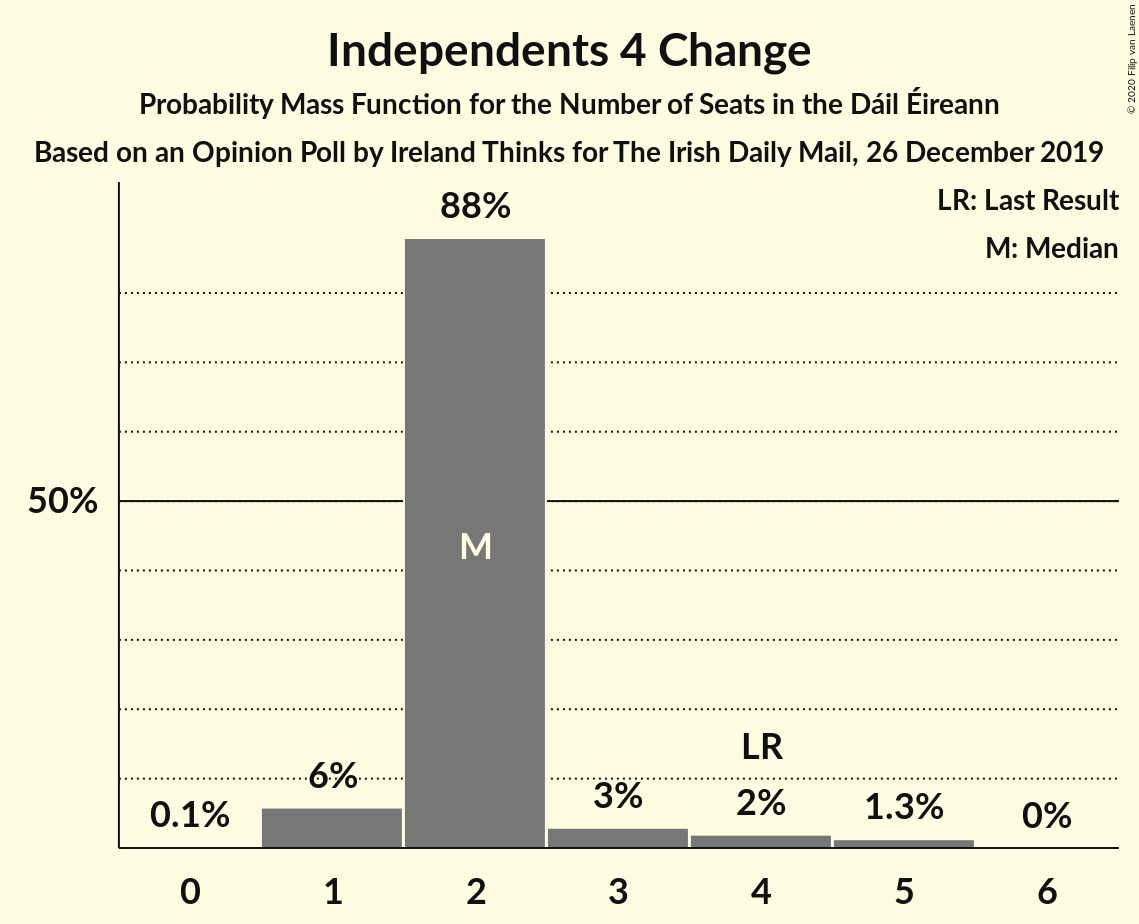 Independents 4 Change
Probability Mass Function for the Number of Seats in the Dáil Éireann
Based on an Opinion Poll by Ireland Thinks for The Irish Daily Mail, 26 December 2019
© 2020 Filip van Laenen
LR: Last Result
M: Median
88%
50%
M
LR
0.1%
6%
3%
2%
1.3%
0%
0 1 2 3 4 5 6